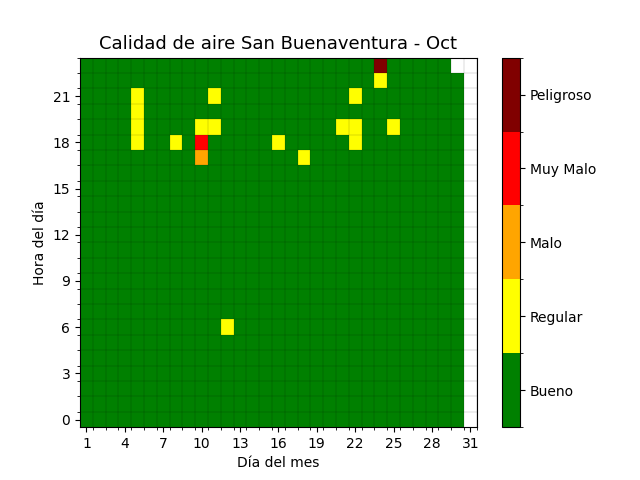 Calidad de aire San Buenaventura - Oct
Hora del día
21
18
15
12
9
6
3
0
1 4 7 10 13 16 19 22 25 28 31
Día del mes
Peligroso
Muy Malo
Malo
Regular
Bueno